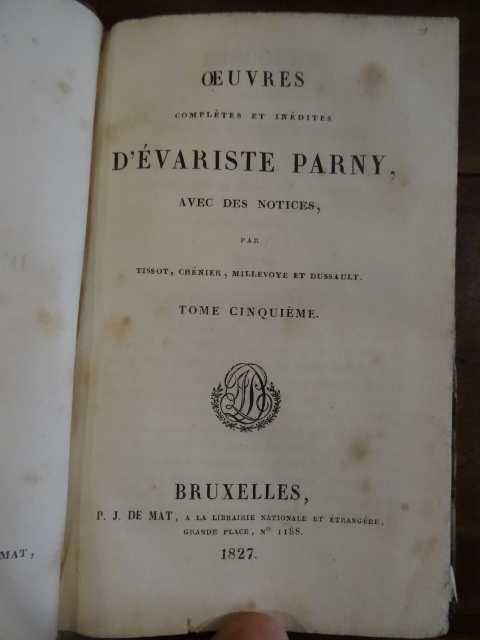 ŒUVRES
COMPLÈTES ET INÉDITES
D'ÉVARISTE PARNY,
AVEC DES NOTICES,
PAR
TISSOT, CHÉNIER, MILLEVOYE ET DUSSAULT.
TOME CINQUIÈME.
BRUXELLES,
P. J. DE MAT, A LA LIBRAIRIE NATIONALE ET ÉTRANGÈRE,
GRANDE PLACE, Nº 1188.
1827.
MAT,